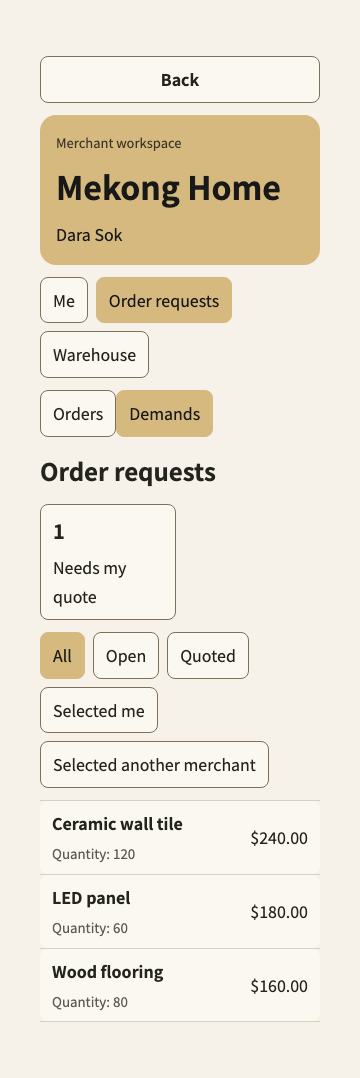 Back
Merchant workspace
Mekong Home
Dara Sok
Me
Order requests
Warehouse
Orders
Demands
Order requests
1
Needs my
quote
All
Open
Quoted
Selected me
Selected another merchant
Ceramic wall tile
$240.00
Quantity: 120
LED panel
$180.00
Quantity: 60
Wood flooring
$160.00
Quantity: 80